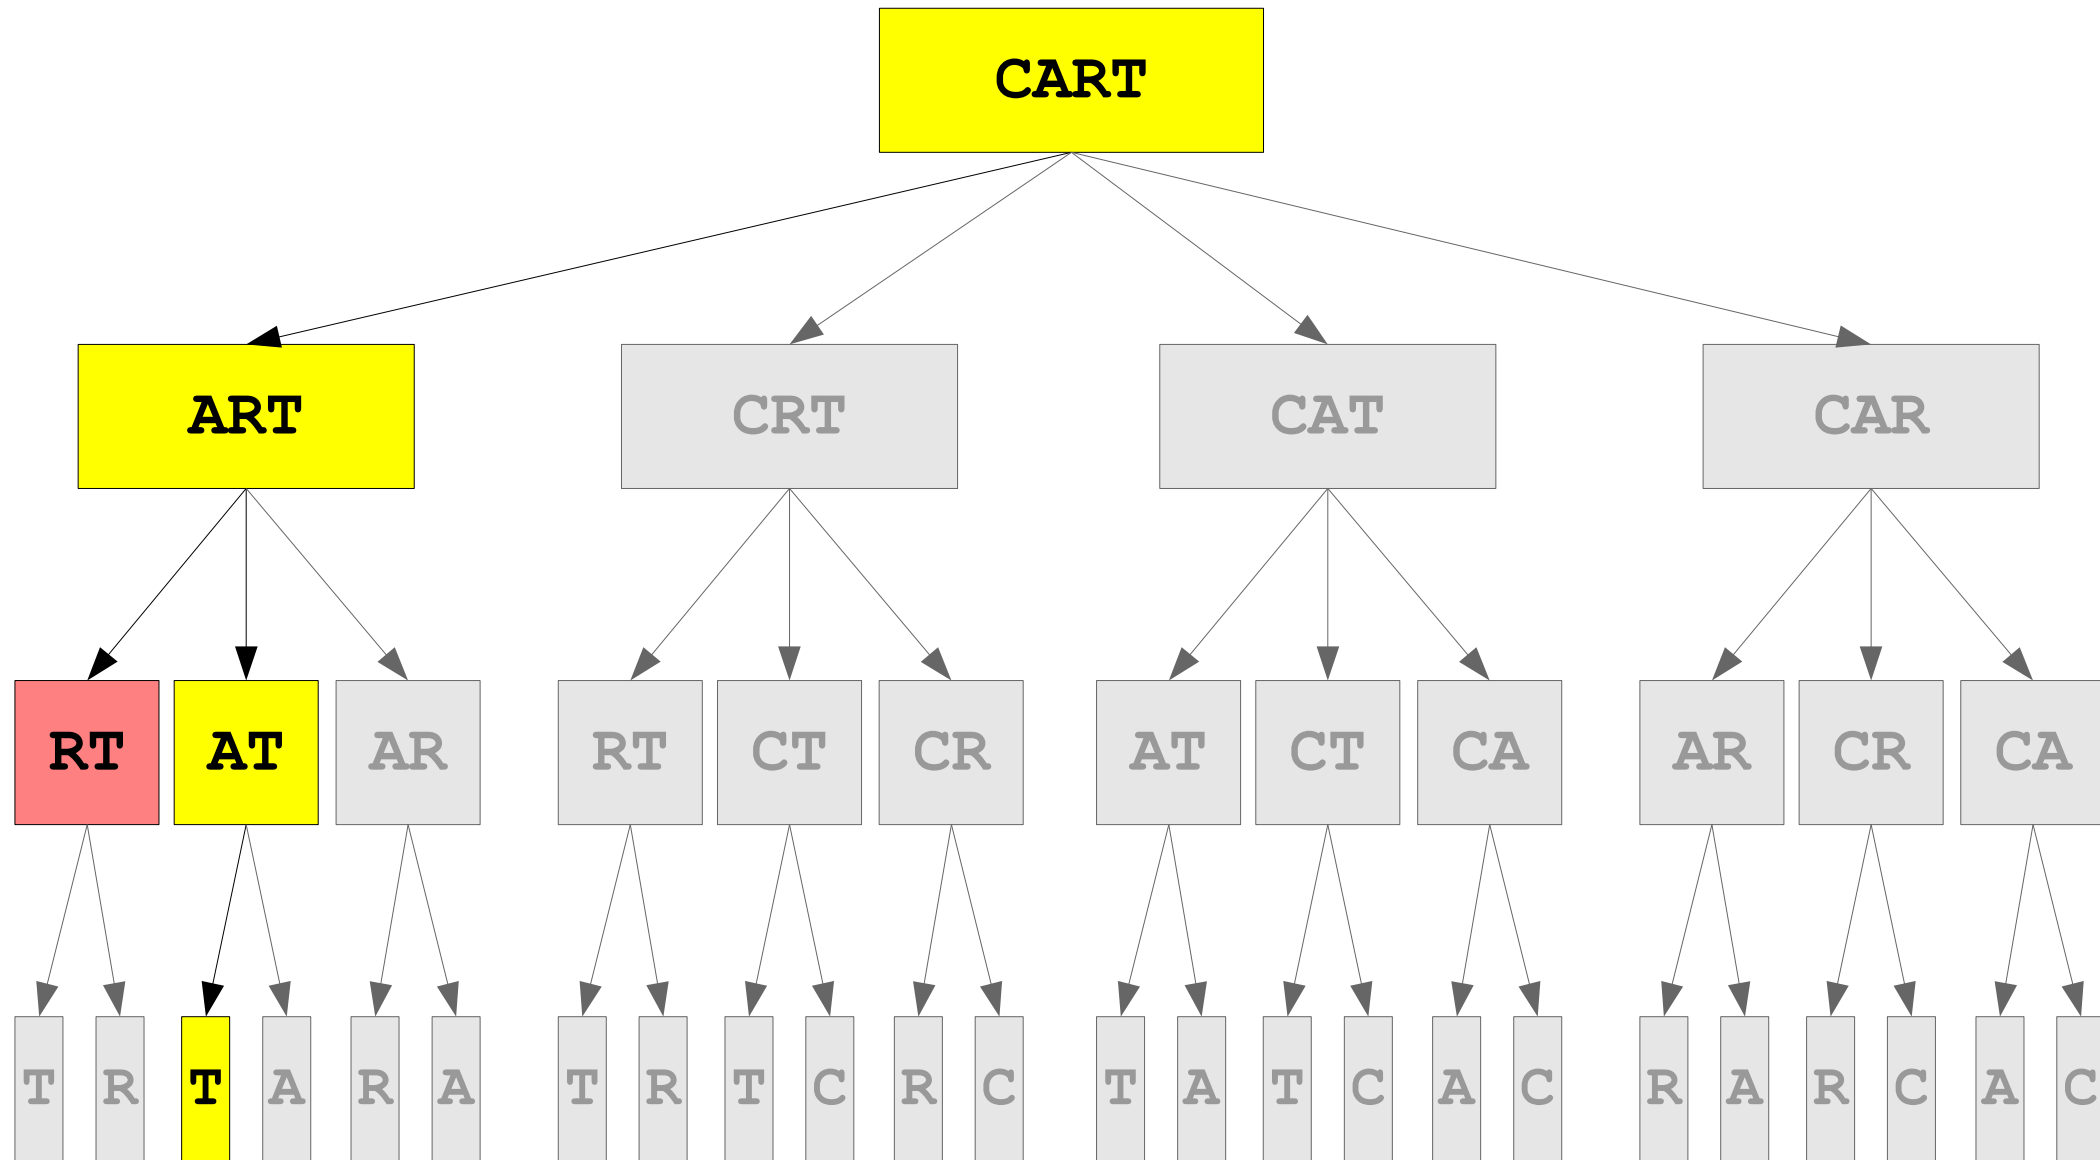 CART
ART CRT CAT CAR
RT AT AR RT CT CR AT CT CA AR CR CA
T R T A R A T R T C R C T A T C A C R A R C A C